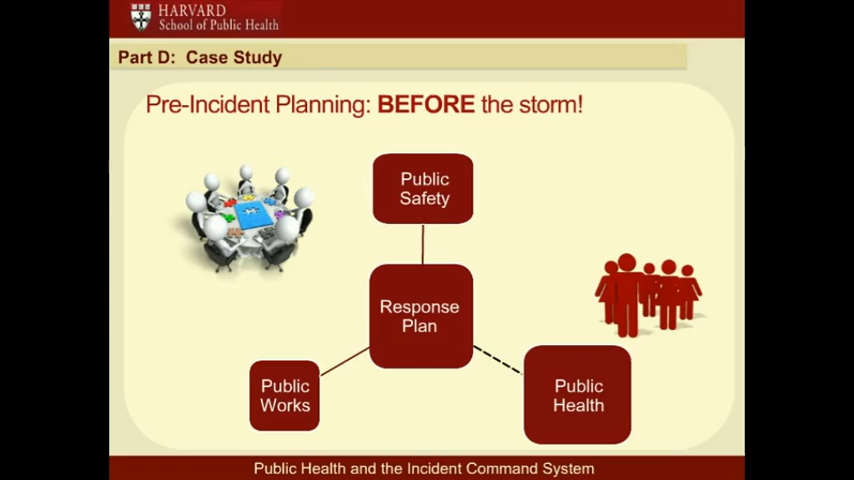 HARVARD
School of Public Health
Part D: Case Study
Pre-Incident Planning: BEFORE the storm!
Public
Safety
Response
Plan
Public
Works
Public
Health
Public Health and the Incident Command System